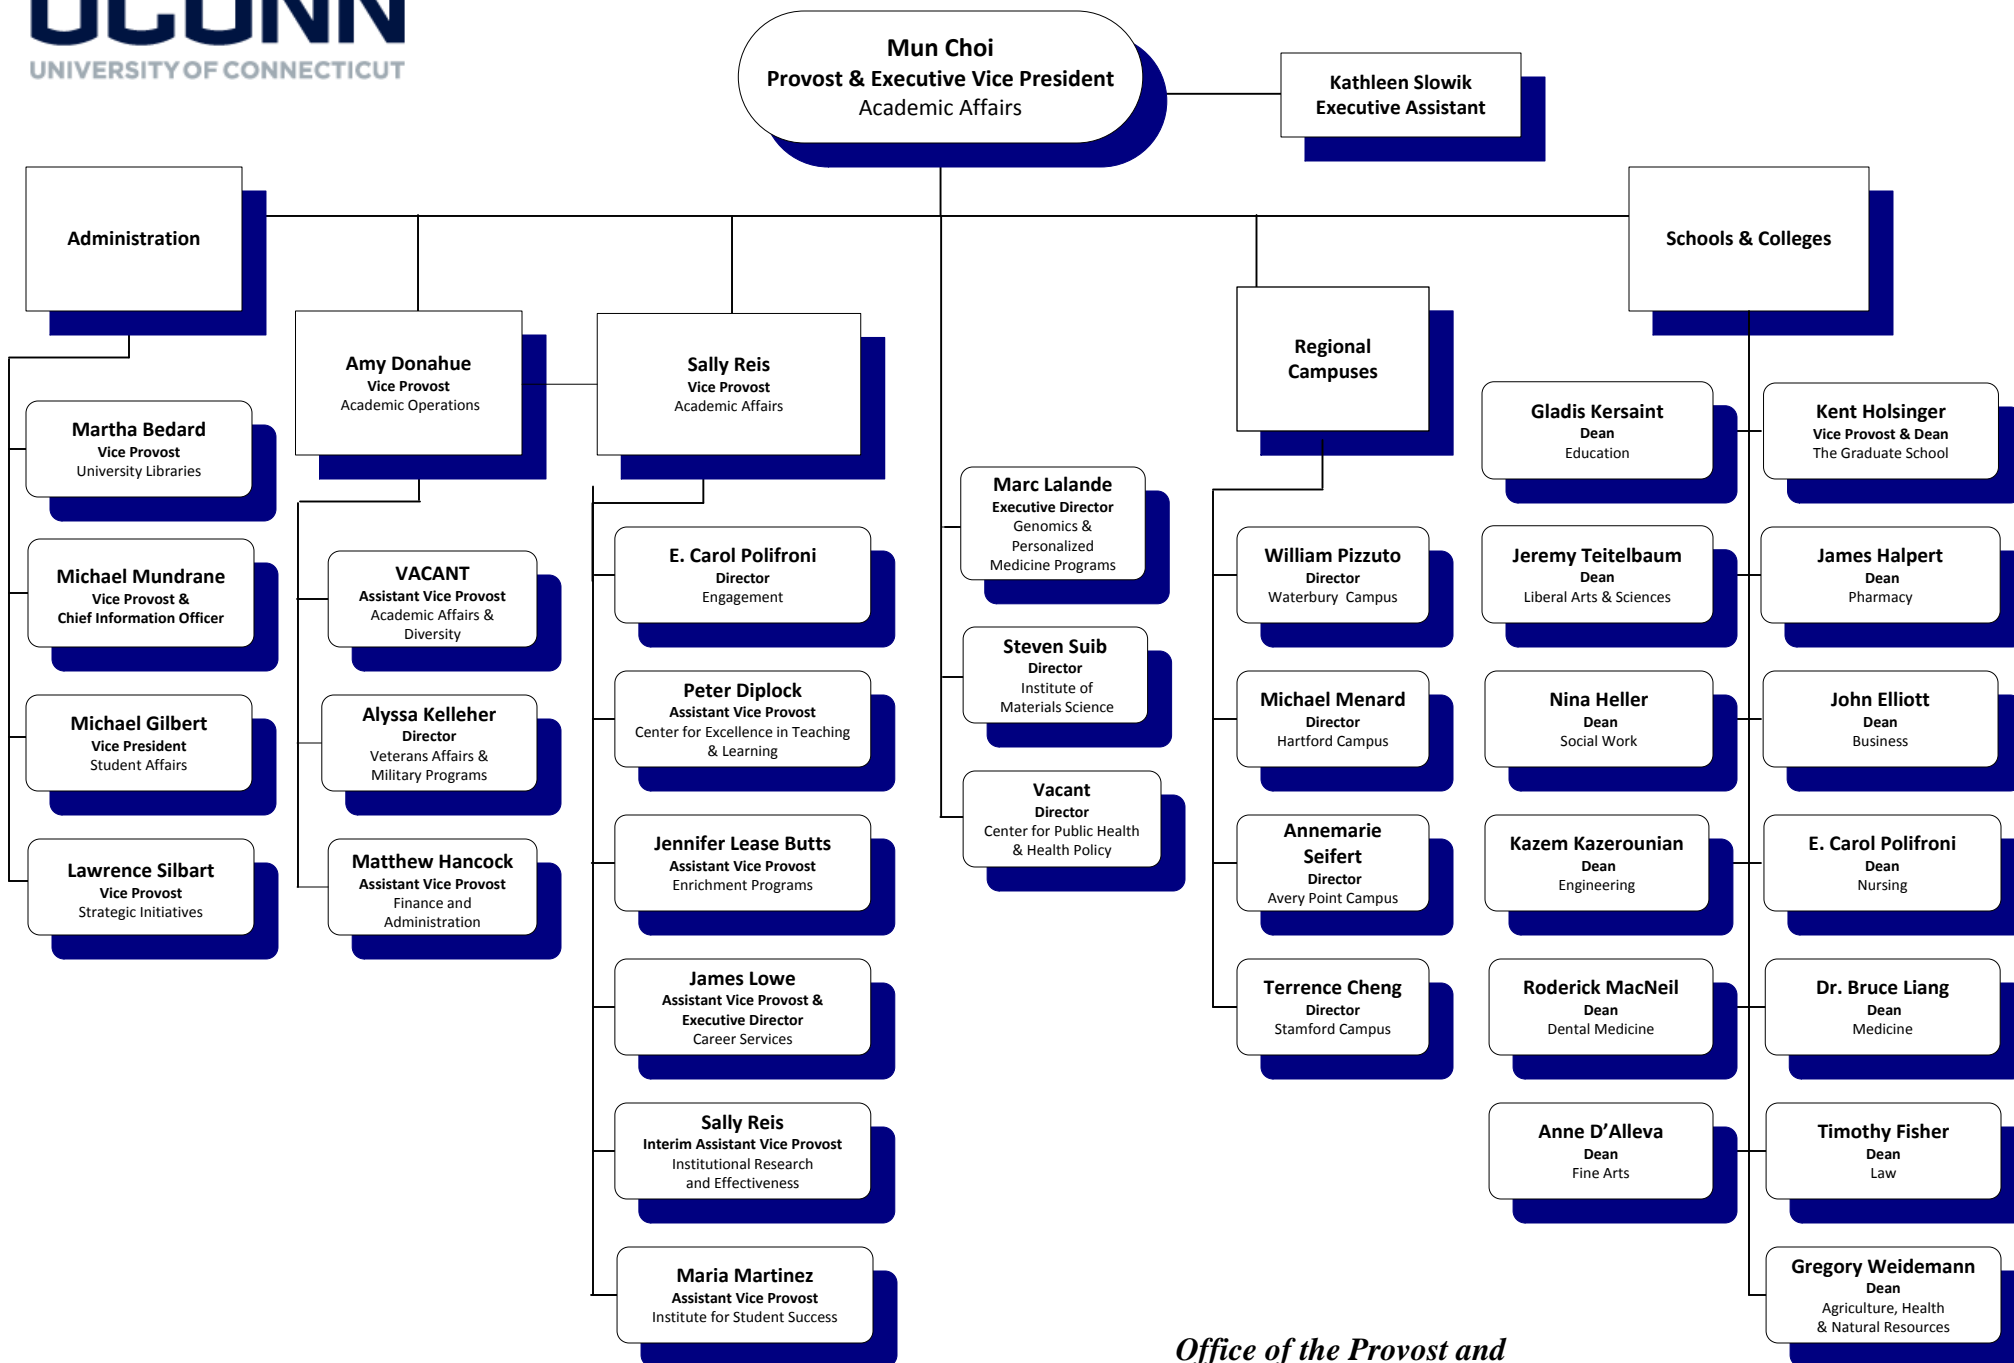 UCONN
UNIVERSITY OF CONNECTICUT
Mun Choi
Provost & Executive Vice President
Academic Affairs
Kathleen Slowik
Executive Assistant
Administration
Schools & Colleges
Amy Donahue
Vice Provost
Academic Operations
Sally Reis
Vice Provost
Academic Affairs
Regional
Campuses
Martha Bedard
Vice Provost
University Libraries
Michael Mundrane
Vice Provost &
Chief Information Officer
Michael Gilbert
Vice President
Student Affairs
Lawrence Silbart
Vice Provost
Strategic Initiatives
VACANT
Assistant Vice Provost
Academic Affairs &
Diversity
Alyssa Kelleher
Director
Veterans Affairs &
Military Programs
Matthew Hancock
Assistant Vice Provost
Finance and
Administration
E. Carol Polifroni
Director
Engagement
Peter Diplock
Assistant Vice Provost
Center for Excellence in Teaching
& Learning
Jennifer Lease Butts
Assistant Vice Provost
Enrichment Programs
James Lowe
Assistant Vice Provost &
Executive Director
Career Services
Sally Reis
Interim Assistant Vice Provost
Institutional Research
and Effectiveness
Maria Martinez
Assistant Vice Provost
Institute for Student Success
Marc Lalande
Executive Director
Genomics &
Personalized
Medicine Programs
Steven Suib
Director
Institute of
Materials Science
Vacant
Director
Center for Public Health
& Health Policy
William Pizzuto
Director
Waterbury Campus
Michael Menard
Director
Hartford Campus
Annemarie
Seifert
Director
Avery Point Campus
Terrence Cheng
Director
Stamford Campus
Gladis Kersaint
Dean
Education
Kent Holsinger
Vice Provost & Dean
The Graduate School
Jeremy Teitelbaum
Dean
Liberal Arts & Sciences
James Halpert
Dean
Pharmacy
Nina Heller
Dean
Social Work
John Elliott
Dean
Business
Kazem Kazerounian
Dean
Engineering
E. Carol Polifroni
Dean
Nursing
Roderick MacNeil
Dean
Dental Medicine
Dr. Bruce Liang
Dean
Medicine
Anne D’Alleva
Dean
Fine Arts
Timothy Fisher
Dean
Law
Gregory Weidemann
Dean
Agriculture, Health
& Natural Resources
Office of the Provost and